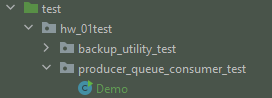 test
hw_01test
backup_utility_test
producer_queue_consumer_test
Demo